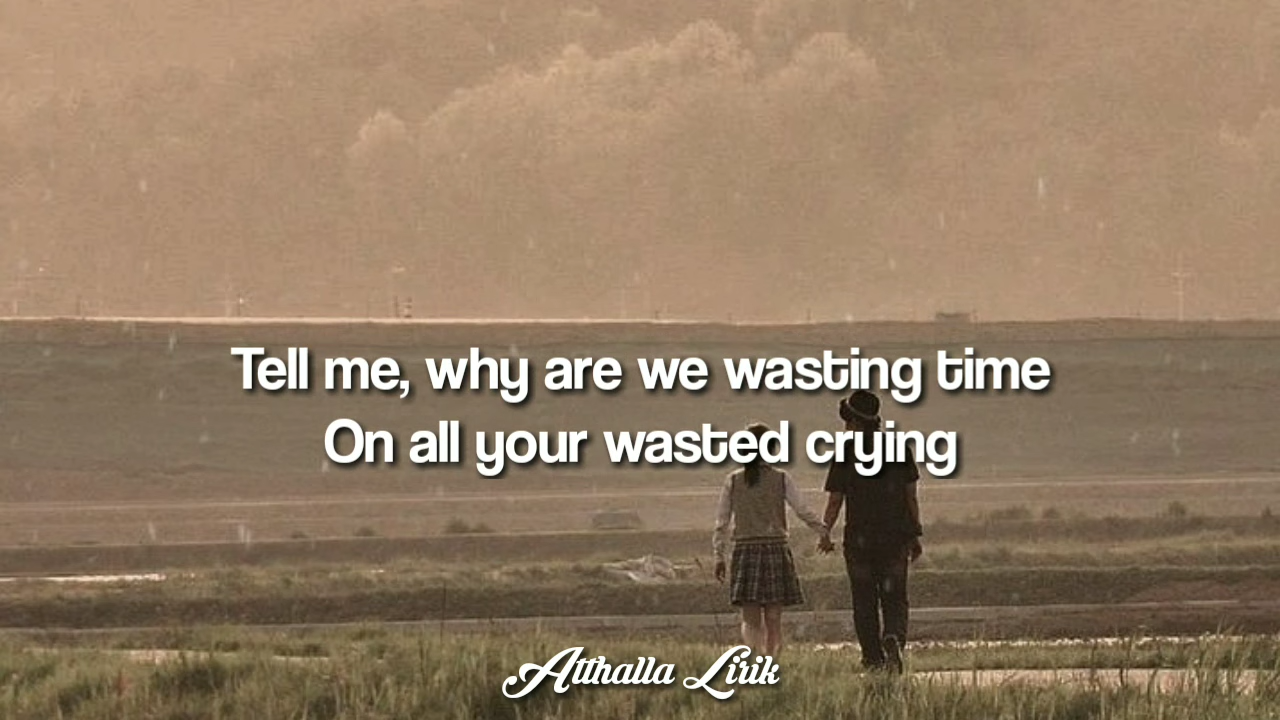 Tell me, why are we wasting time
On all your wasted crying
Atthalla Lirik